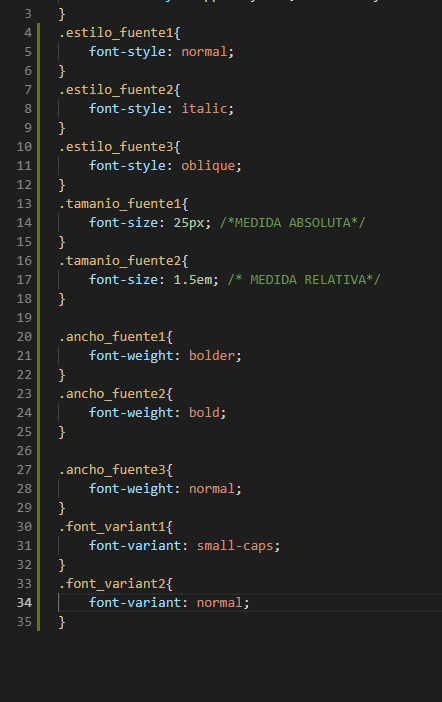 3 }
4 .estilo_fuente1{
5 font-style: normal;
6 }
7 .estilo_fuente2{
8 font-style: italic;
9 }
10 .estilo_fuente3{
11 font-style: oblique;
12 }
13 .tamanio_fuente1{
14 font-size: 25px; /*MEDIDA ABSOLUTA*/
15 }
16 .tamanio_fuente2{
17 font-size: 1.5em; /* MEDIDA RELATIVA*/
18 }
19
20 .ancho_fuente1{
21 font-weight: bolder;
22 }
23 .ancho_fuente2{
24 font-weight: bold;
25 }
26
27 .ancho_fuente3{
28 font-weight: normal;
29 }
30 .font_variant1{
31 font-variant: small-caps;
32 }
33 .font_variant2{
34 font-variant: normal;
35 }